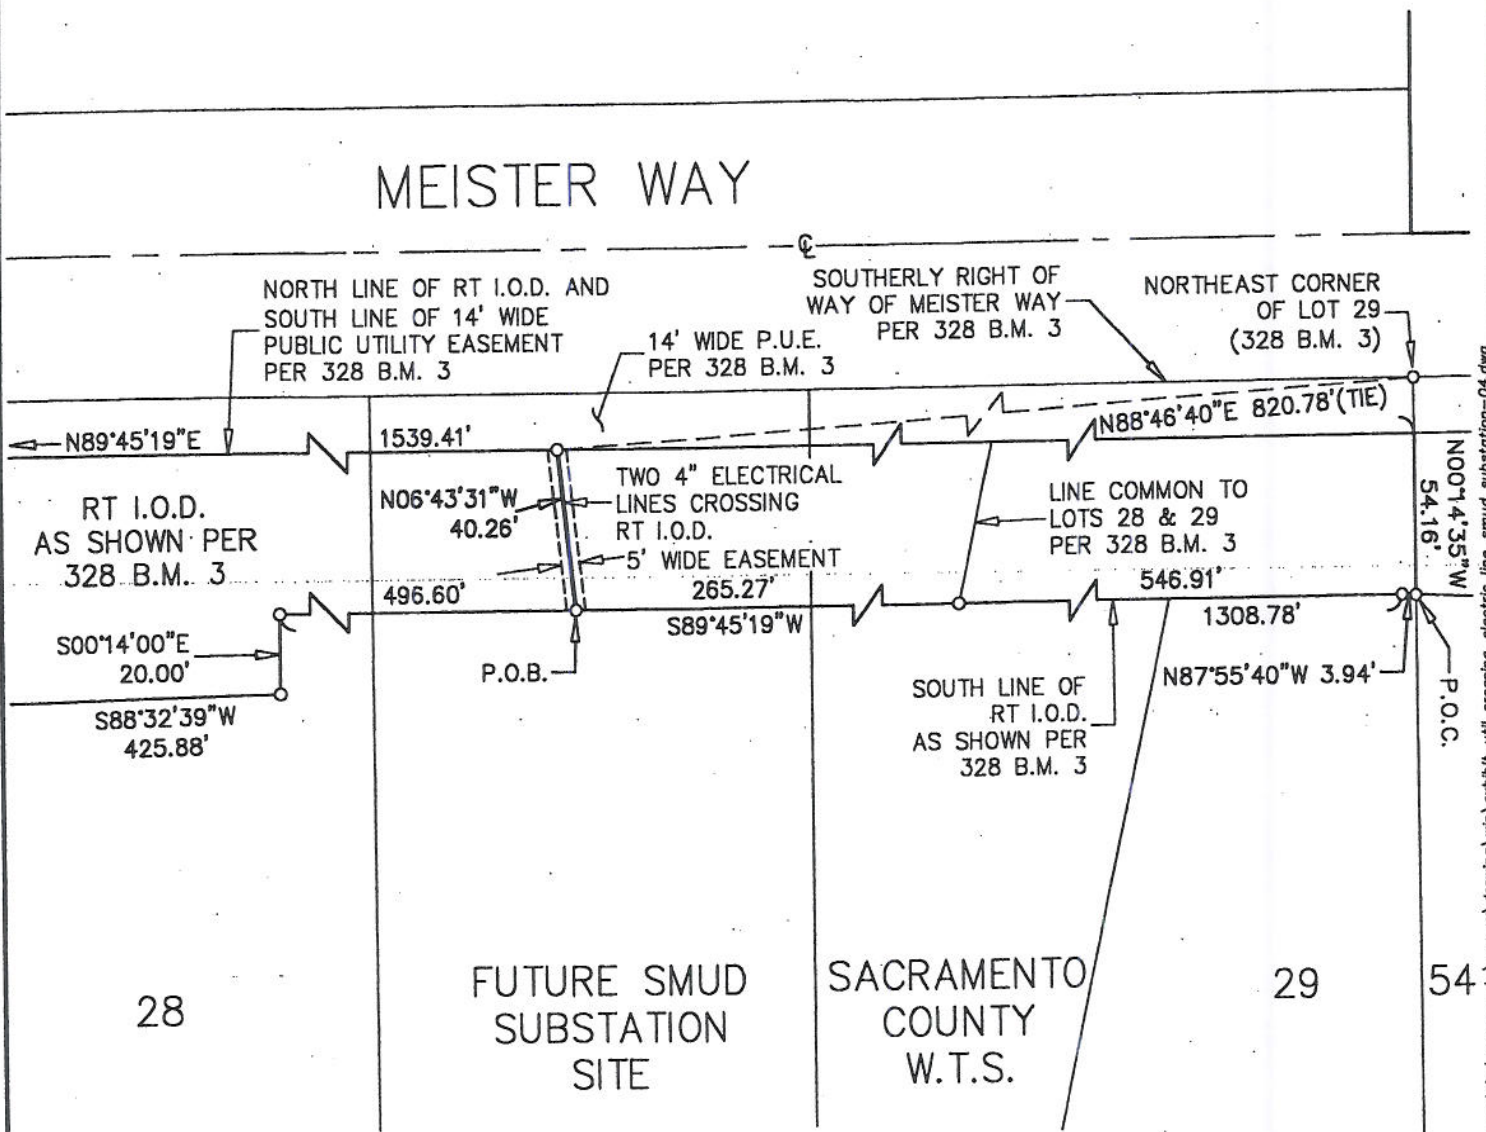 MEISTER WAY
℄
NORTH LINE OF RT I.O.D. AND
SOUTH LINE OF 14' WIDE
PUBLIC UTILITY EASEMENT
PER 328 B.M. 3
14' WIDE P.U.E.
PER 328 B.M. 3
SOUTHERLY RIGHT OF
WAY OF MEISTER WAY
PER 328 B.M. 3
NORTHEAST CORNER
OF LOT 29
(328 B.M. 3)
N88°46'40"E 820.78'(TIE)
N89°45'19"E
1539.41'
RT I.O.D.
AS SHOWN PER
328 B.M. 3
N06°43'31"W
40.26'
TWO 4" ELECTRICAL
LINES CROSSING
RT I.O.D.
5' WIDE EASEMENT
LINE COMMON TO
LOTS 28 & 29
PER 328 B.M. 3
N00°14'35"W
54.16'
496.60'
265.27'
S89°45'19"W
546.91'
1308.78'
S00°14'00"E
20.00'
P.O.B.
N87°55'40"W 3.94'
P.O.C.
S88°32'39"W
425.88'
SOUTH LINE OF
RT I.O.D.
AS SHOWN PER
328 B.M. 3
28
FUTURE SMUD
SUBSTATION
SITE
SACRAMENTO
COUNTY
W.T.S.
29
54